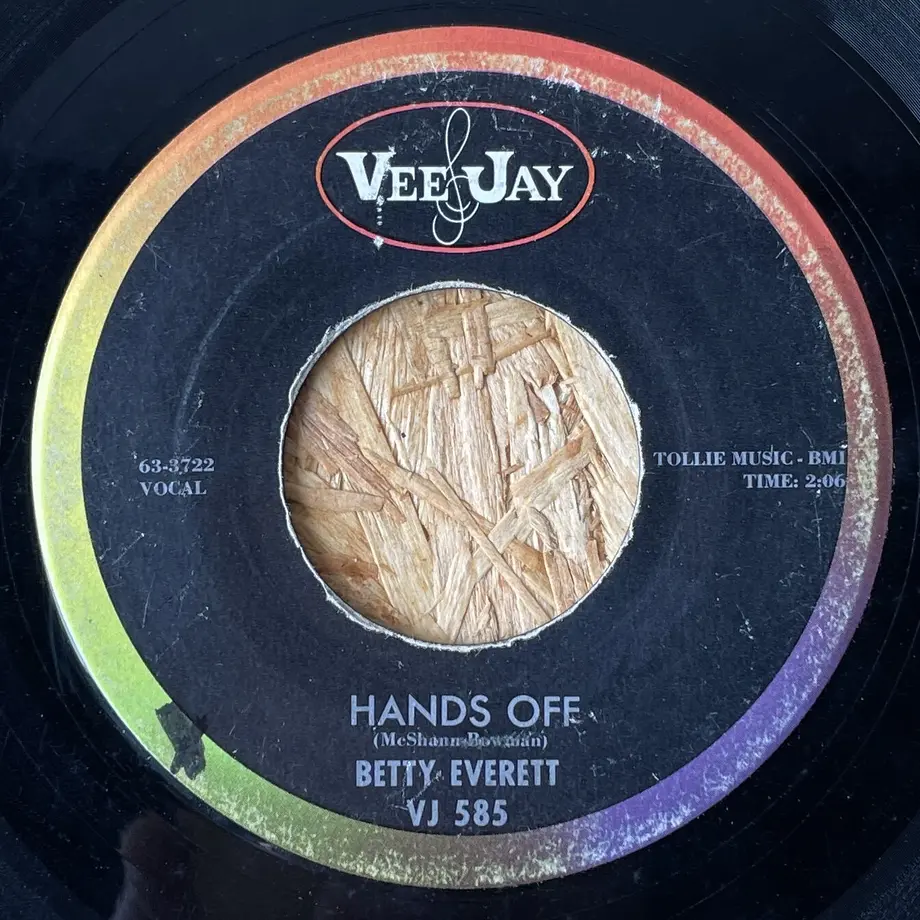 VEE JAY
63-3722
VOCAL
TOLLIE MUSIC - BMI
TIME: 2:06
HANDS OFF
(McShann-Bowman)
BETTY EVERETT
VJ 585